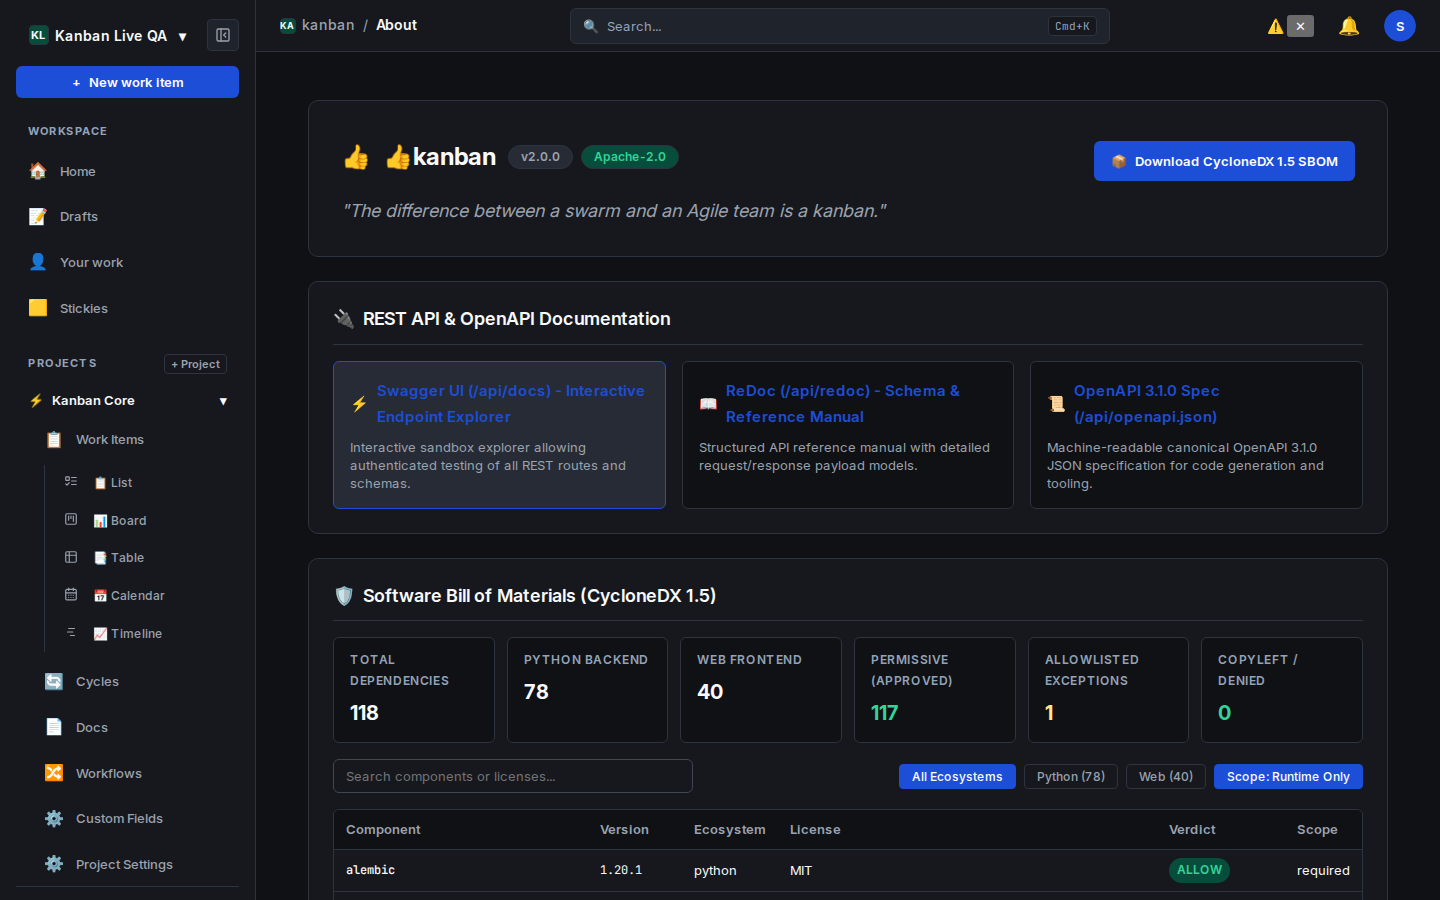 KL Kanban Live QA ▾
+ New work item
WORKSPACE
Home
Drafts
Your work
Stickies
PROJECTS
+ Project
Kanban Core ▾
Work Items
List
Board
Table
Calendar
Timeline
Cycles
Docs
Workflows
Custom Fields
Project Settings
KA kanban / About
Search...
Cmd+K
✕
S
kanban v2.0.0 Apache-2.0
Download CycloneDX 1.5 SBOM
"The difference between a swarm and an Agile team is a kanban."
REST API & OpenAPI Documentation
Swagger UI (/api/docs) - Interactive
Endpoint Explorer
Interactive sandbox explorer allowing
authenticated testing of all REST routes and
schemas.
ReDoc (/api/redoc) - Schema &
Reference Manual
Structured API reference manual with detailed
request/response payload models.
OpenAPI 3.1.0 Spec
(/api/openapi.json)
Machine-readable canonical OpenAPI 3.1.0
JSON specification for code generation and
tooling.
Software Bill of Materials (CycloneDX 1.5)
TOTAL
DEPENDENCIES
118
PYTHON BACKEND
78
WEB FRONTEND
40
PERMISSIVE
(APPROVED)
117
ALLOWLISTED
EXCEPTIONS
1
COPYLEFT /
DENIED
0
Search components or licenses...
All Ecosystems
Python (78)
Web (40)
Scope: Runtime Only
Component Version Ecosystem License Verdict Scope
alembic 1.20.1 python MIT ALLOW required